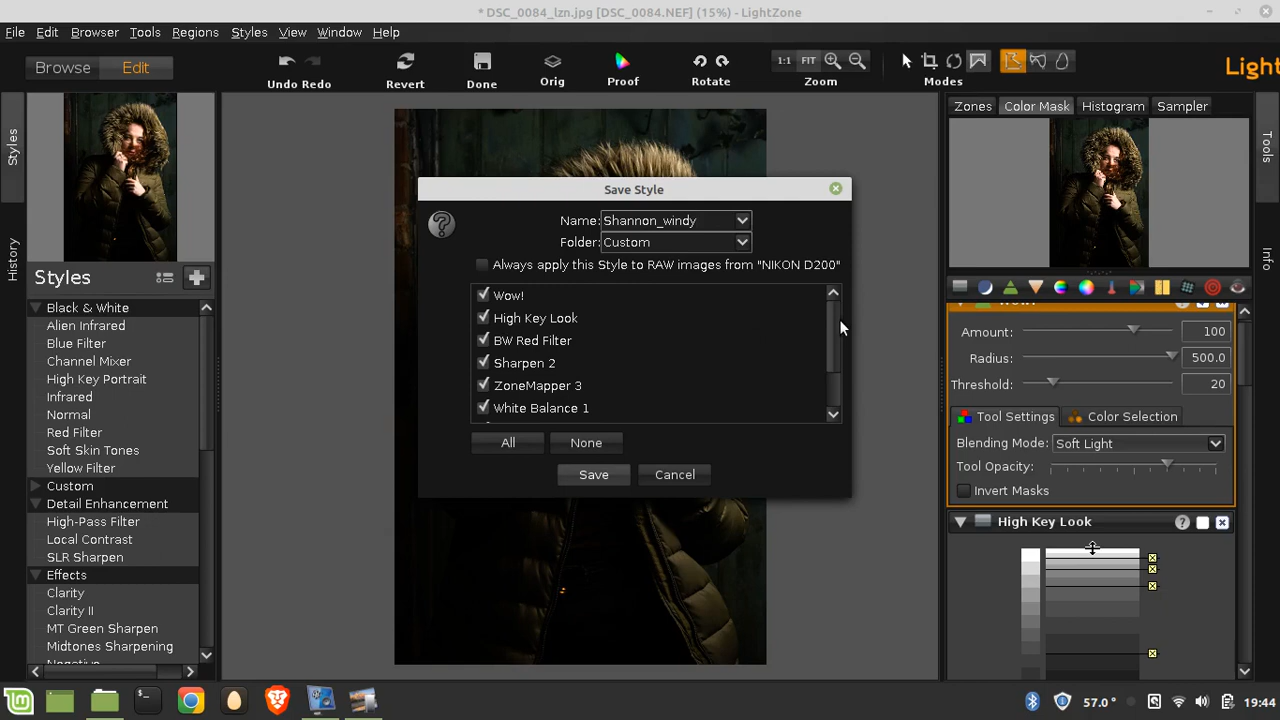 * DSC_0084_lzn.jpg [DSC_0084.NEF] (15%) - LightZone
File Edit Browser Tools Regions Styles View Window Help
Browse Edit
Undo Redo Revert Done Orig Proof Rotate
1:1 FIT
Zoom Modes
Light
Styles
History
Styles
Black & White
Alien Infrared
Blue Filter
Channel Mixer
High Key Portrait
Infrared
Normal
Red Filter
Soft Skin Tones
Yellow Filter
Custom
Detail Enhancement
High-Pass Filter
Local Contrast
SLR Sharpen
Effects
Clarity
Clarity II
MT Green Sharpen
Midtones Sharpening
Save Style
Name: Shannon_windy
Folder: Custom
Always apply this Style to RAW images from "NIKON D200"
Wow!
High Key Look
BW Red Filter
Sharpen 2
ZoneMapper 3
White Balance 1
All None
Save Cancel
Zones Color Mask Histogram Sampler
Tools
Info
Amount: 100
Radius: 500.0
Threshold: 20
Tool Settings Color Selection
Blending Mode: Soft Light
Tool Opacity:
Invert Masks
High Key Look
57.0°
19:44